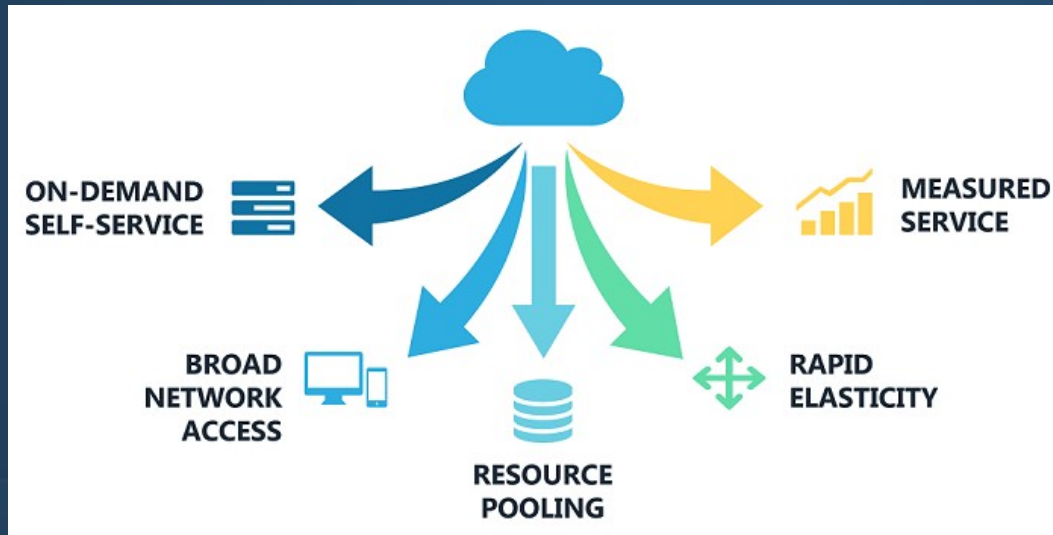 ON-DEMAND
SELF-SERVICE
MEASURED
SERVICE
BROAD
NETWORK
ACCESS
RAPID
ELASTICITY
RESOURCE
POOLING